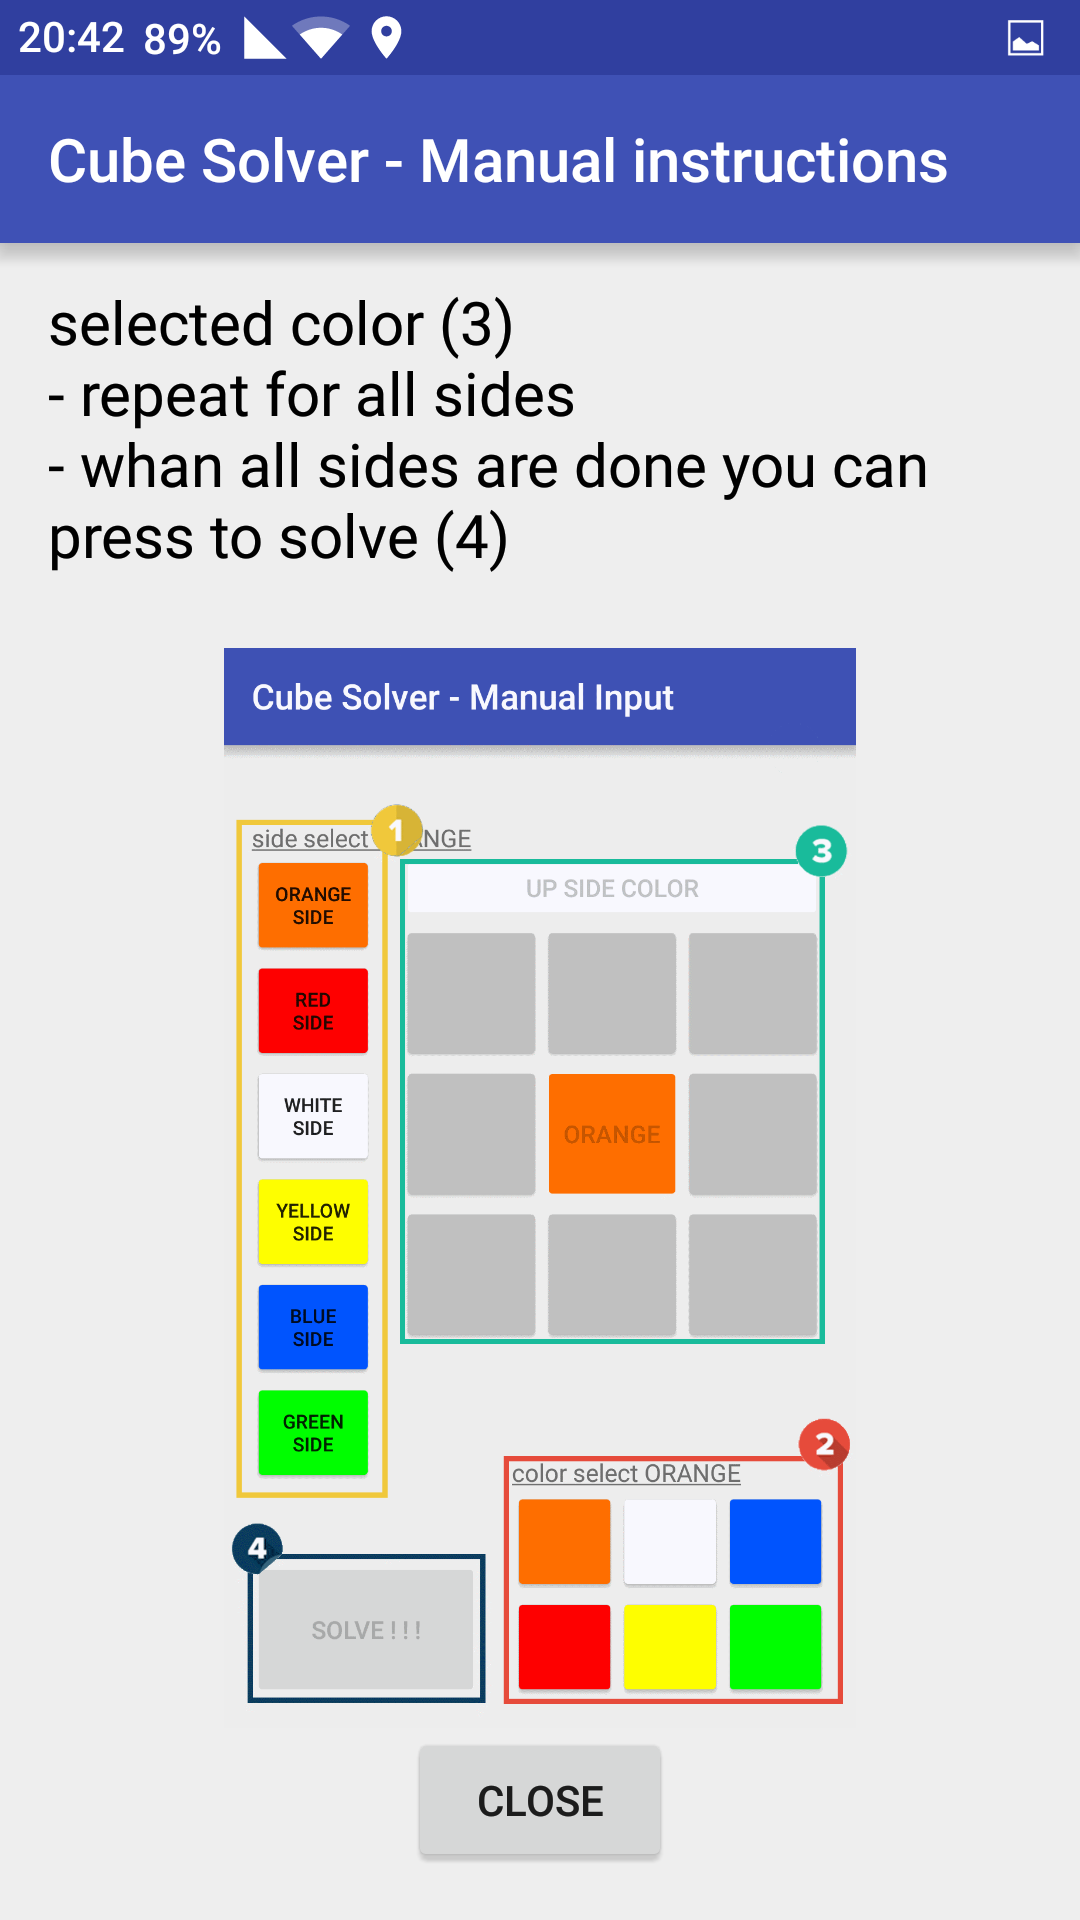 20:42 89%
Cube Solver - Manual instructions
selected color (3)
- repeat for all sides
- whan all sides are done you can
press to solve (4)
Cube Solver - Manual Input
1
side select
NGE
3
ORANGE
SIDE
UP SIDE COLOR
RED
SIDE
WHITE
SIDE
ORANGE
YELLOW
SIDE
BLUE
SIDE
GREEN
SIDE
2
color select ORANGE
4
SOLVE ! ! !
CLOSE